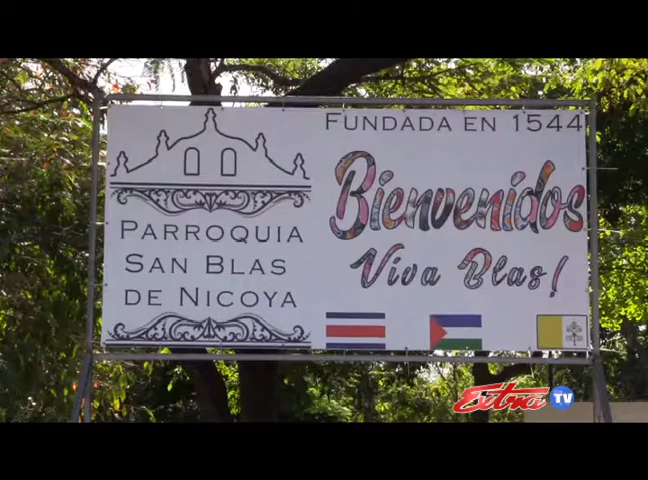 FUNDADA EN 1544
Bienvenidos
Viva Blas!
PARROQUIA
SAN BLAS
DE NICOYA
Extra TV